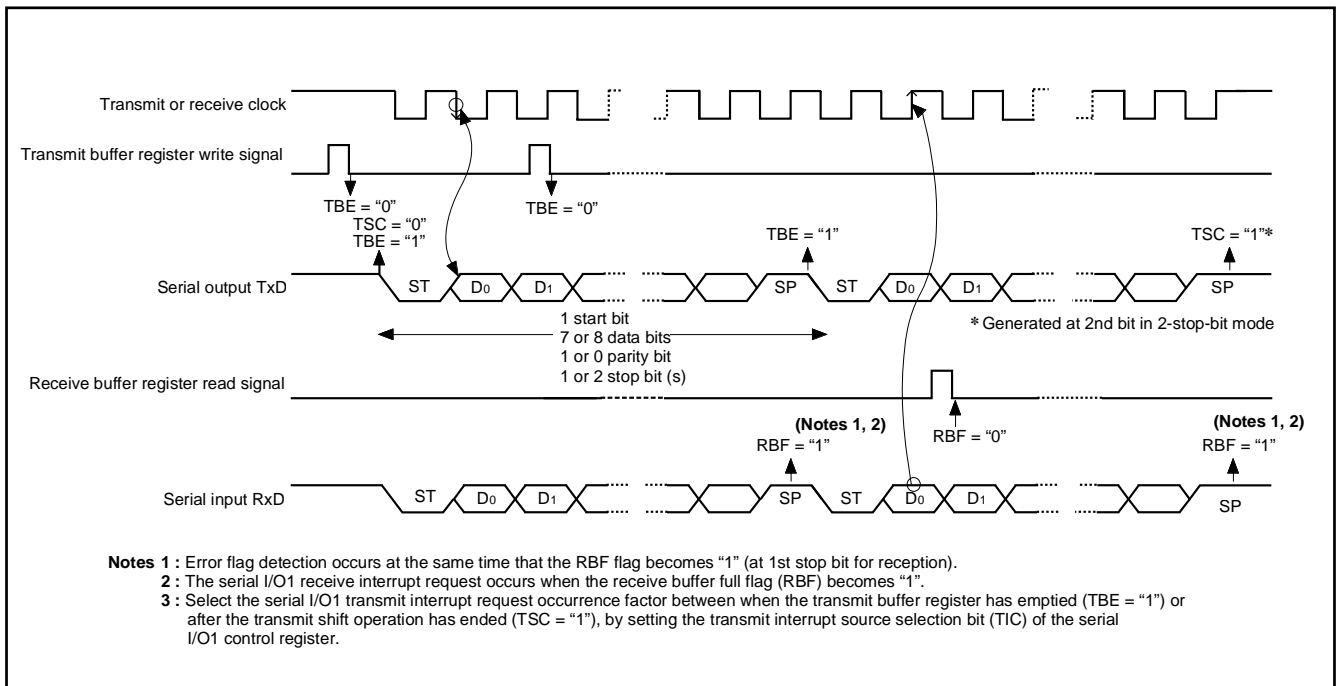 Transmit or receive clock
Transmit buffer register write signal
TBE = “0”
TSC = “0”
TBE = “1”
TBE = “0”
TBE = “1”
TSC = “1”*
Serial output TxD
ST D0 D1 SP ST D0 D1 SP
* Generated at 2nd bit in 2-stop-bit mode
1 start bit
7 or 8 data bits
1 or 0 parity bit
1 or 2 stop bit (s)
Receive buffer register read signal
RBF = “0”
(Notes 1, 2)
RBF = “1”
(Notes 1, 2)
RBF = “1”
Serial input RxD
ST D0 D1 SP ST D0 D1 SP
Notes 1 : Error flag detection occurs at the same time that the RBF flag becomes “1” (at 1st stop bit for reception).
2 : The serial I/O1 receive interrupt request occurs when the receive buffer full flag (RBF) becomes “1”.
3 : Select the serial I/O1 transmit interrupt request occurrence factor between when the transmit buffer register has emptied (TBE = “1”) or
after the transmit shift operation has ended (TSC = “1”), by setting the transmit interrupt source selection bit (TIC) of the serial
I/O1 control register.